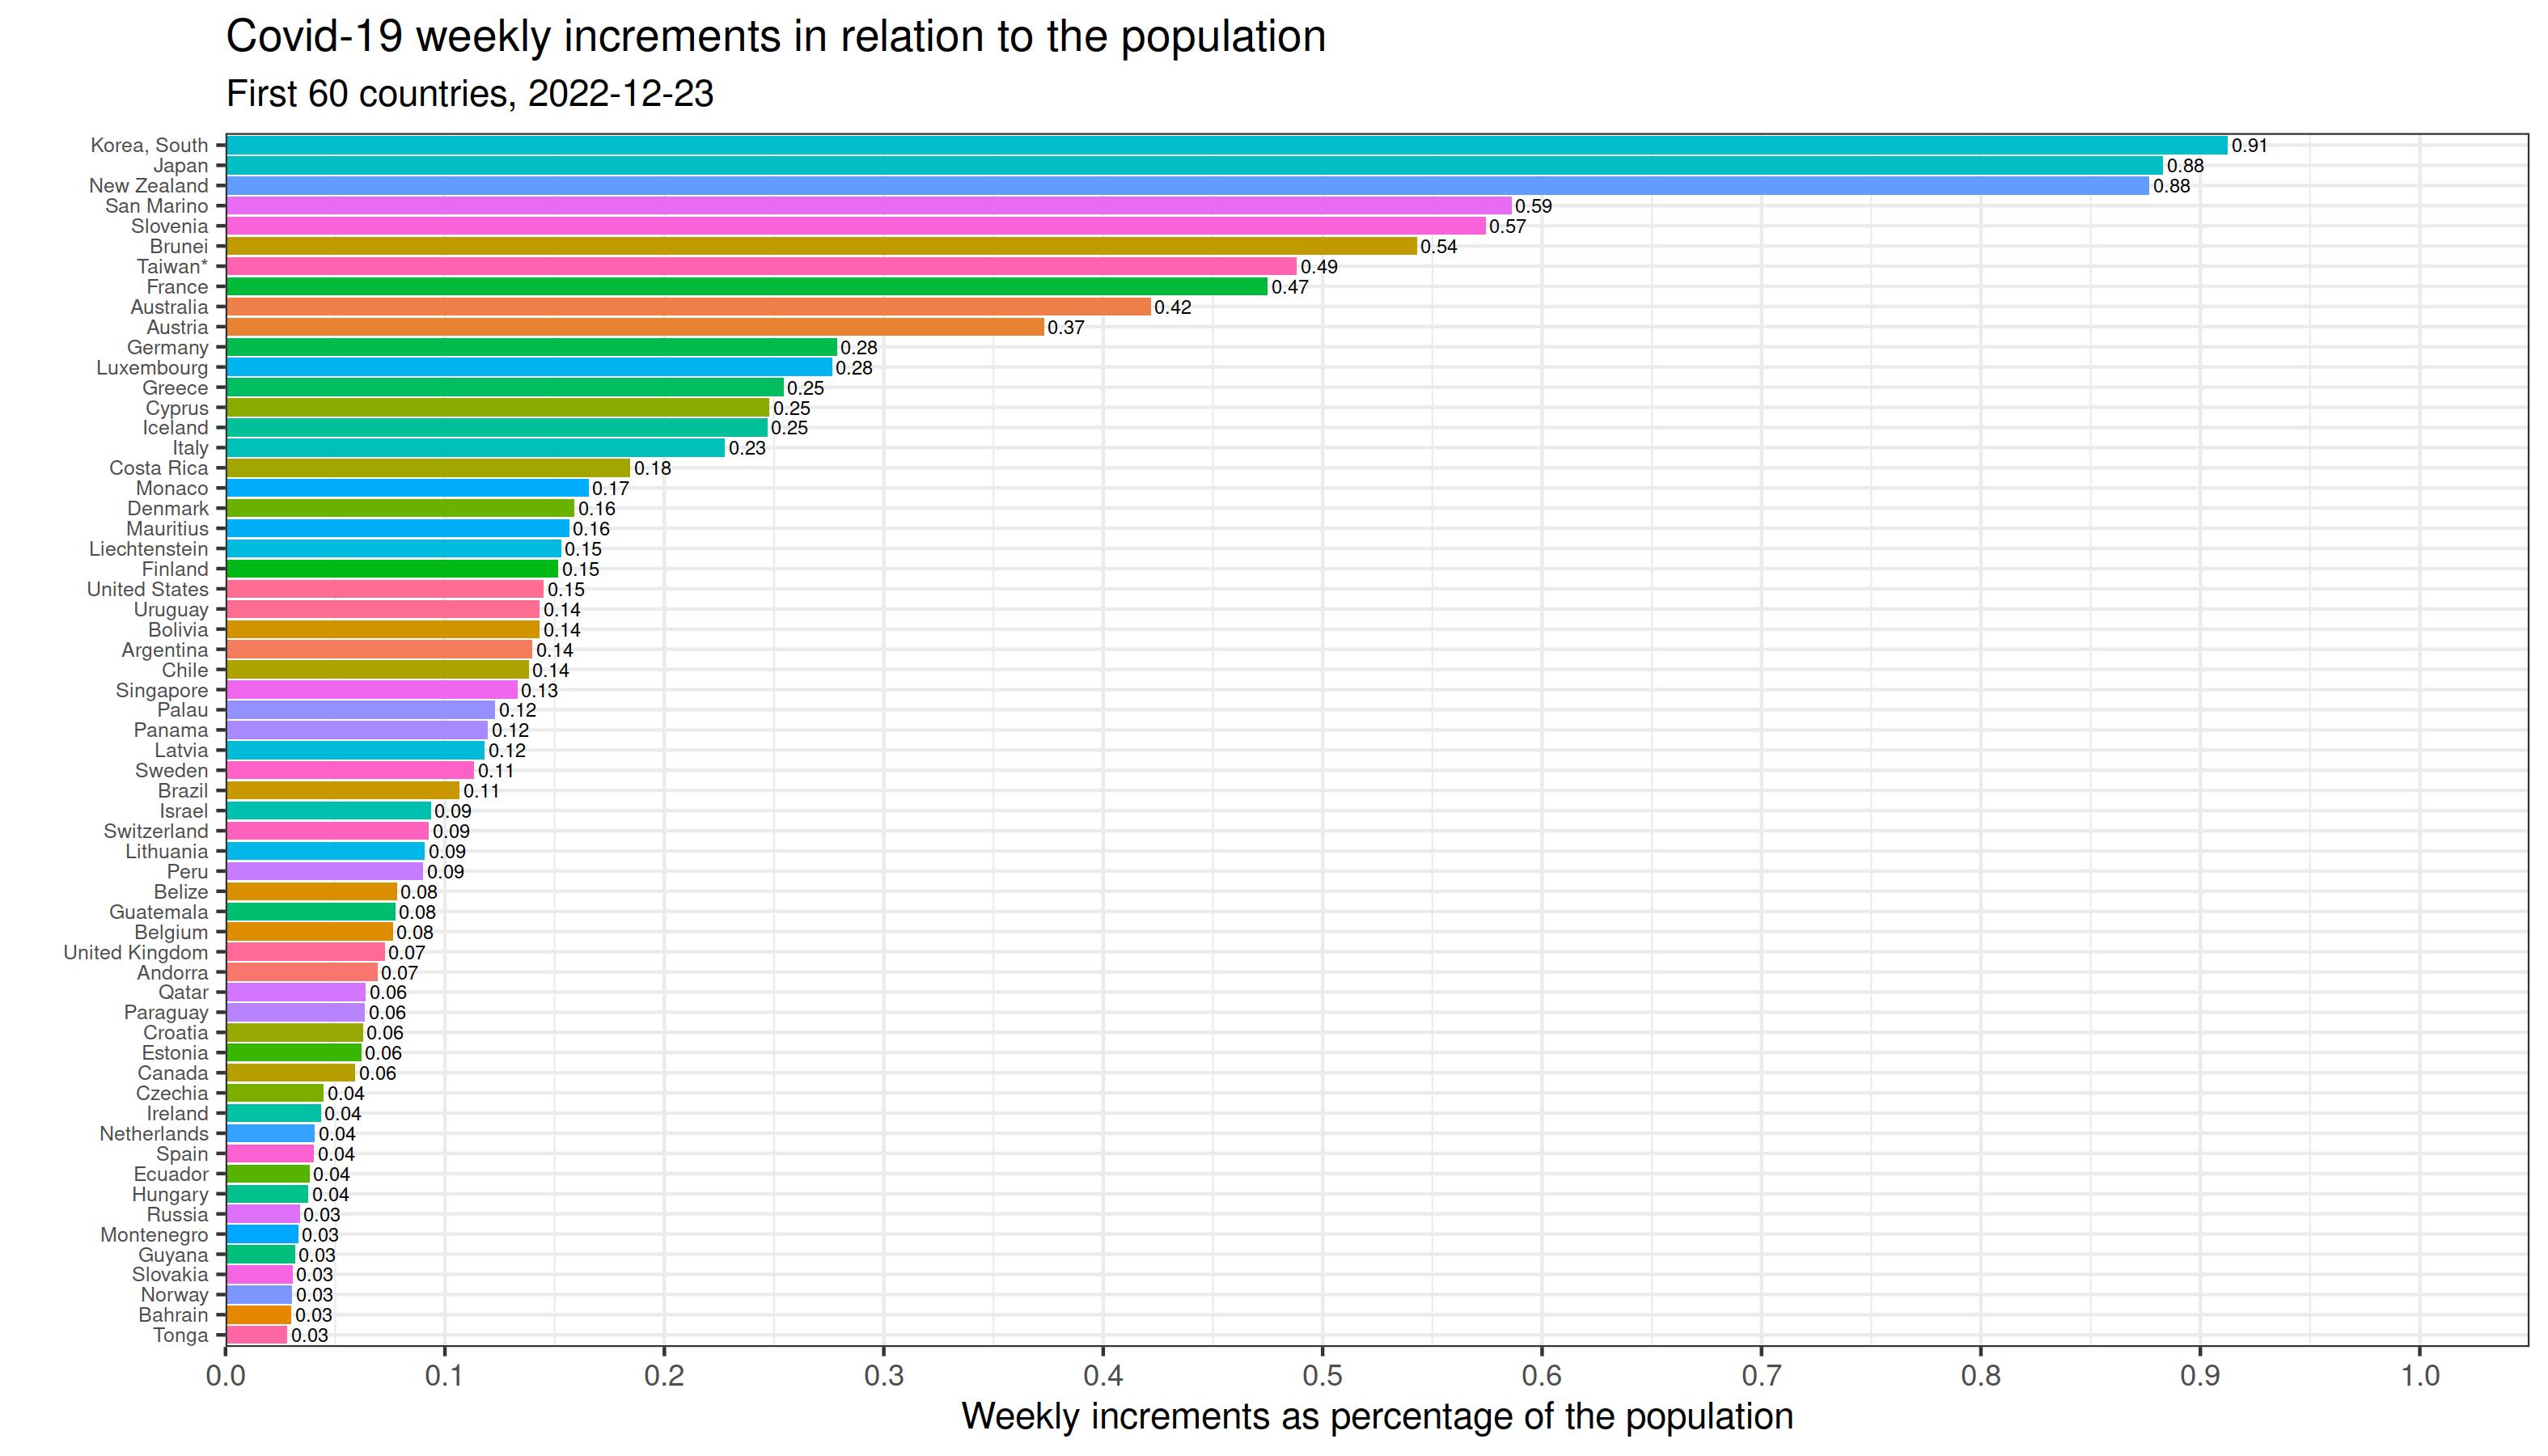 Covid-19 weekly increments in relation to the population
First 60 countries, 2022-12-23
Korea, South 0.91
Japan 0.88
New Zealand 0.88
San Marino 0.59
Slovenia 0.57
Brunei 0.54
Taiwan* 0.49
France 0.47
Australia 0.42
Austria 0.37
Germany 0.28
Luxembourg 0.28
Greece 0.25
Cyprus 0.25
Iceland 0.25
Italy 0.23
Costa Rica 0.18
Monaco 0.17
Denmark 0.16
Mauritius 0.16
Liechtenstein 0.15
Finland 0.15
United States 0.15
Uruguay 0.14
Bolivia 0.14
Argentina 0.14
Chile 0.14
Singapore 0.13
Palau 0.12
Panama 0.12
Latvia 0.12
Sweden 0.11
Brazil 0.11
Israel 0.09
Switzerland 0.09
Lithuania 0.09
Peru 0.09
Belize 0.08
Guatemala 0.08
Belgium 0.08
United Kingdom 0.07
Andorra 0.07
Qatar 0.06
Paraguay 0.06
Croatia 0.06
Estonia 0.06
Canada 0.06
Czechia 0.04
Ireland 0.04
Netherlands 0.04
Spain 0.04
Ecuador 0.04
Hungary 0.04
Russia 0.03
Montenegro 0.03
Guyana 0.03
Slovakia 0.03
Norway 0.03
Bahrain 0.03
Tonga 0.03
0.0 0.1 0.2 0.3 0.4 0.5 0.6 0.7 0.8 0.9 1.0
Weekly increments as percentage of the population